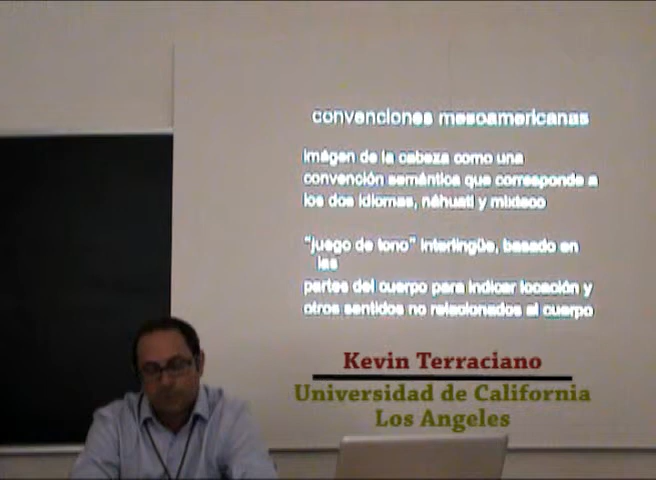 convenciones mesoamericanas
imágen de la cabeza como una
convención semántica que corresponde a
los dos idiomas, náhuatl y mixteco
"juego de tono" interlingüe, basado en
las
partes del cuerpo para indicar locación y
otros sentidos no relacionados al cuerpo
Kevin Terraciano
Universidad de California
Los Angeles